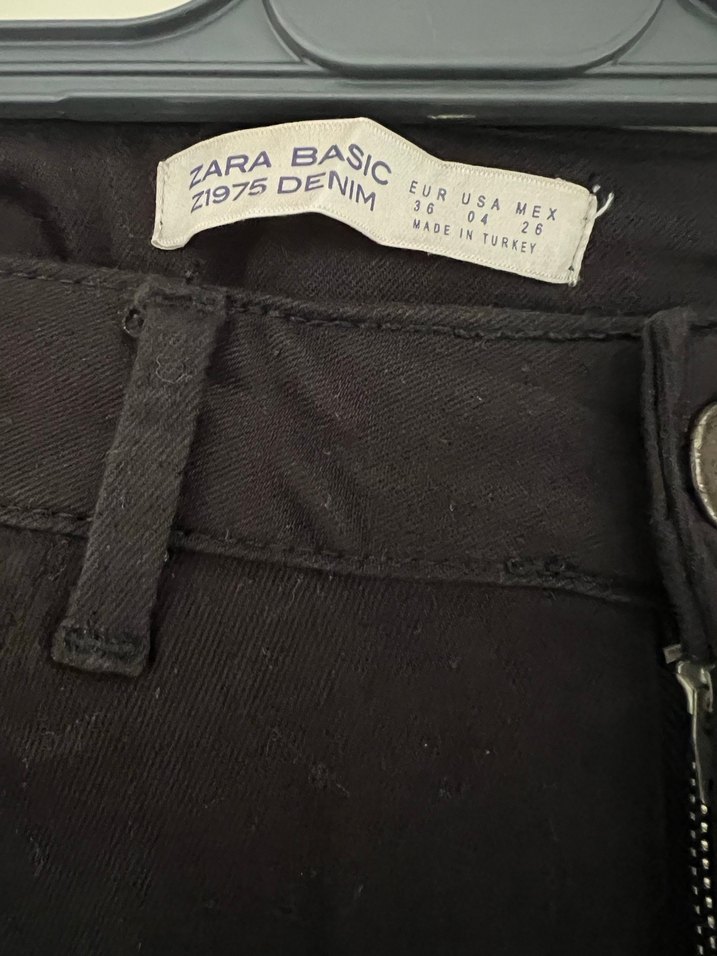 ZARA BASIC
Z1975 DENIM
EUR USA MEX
36 04 26
MADE IN TURKEY